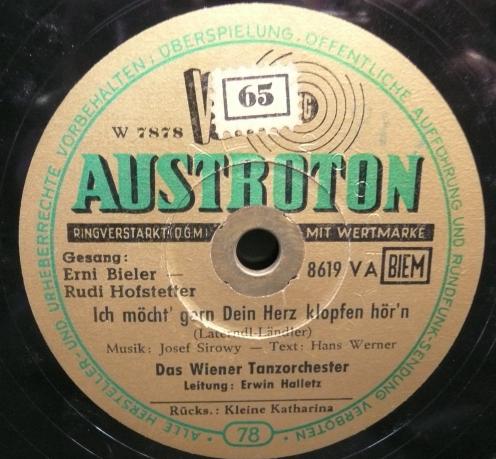 URHEBERRECHTE VORBEHALTEN, ÜBERSPIELUNG, ÖFFENTLICHE AUFFÜHRUNG UND RUNDFUNK-SENDUNG VERBOTEN • ALLE HERSTELLER- UND
65
W 7878
AUSTROTON
RINGVERSTÄRKT (D.G.M.) MIT WERTMARKE
Gesang:
Erni Bieler — 8619 VA BIEM
Rudi Hofstetter
Ich möcht' gern Dein Herz klopfen hör'n
(Laterndl-Ländler)
Musik: Josef Sirowy — Text: Hans Werner
Das Wiener Tanzorchester
Leitung: Erwin Halletz
Rücks.: Kleine Katharina
78